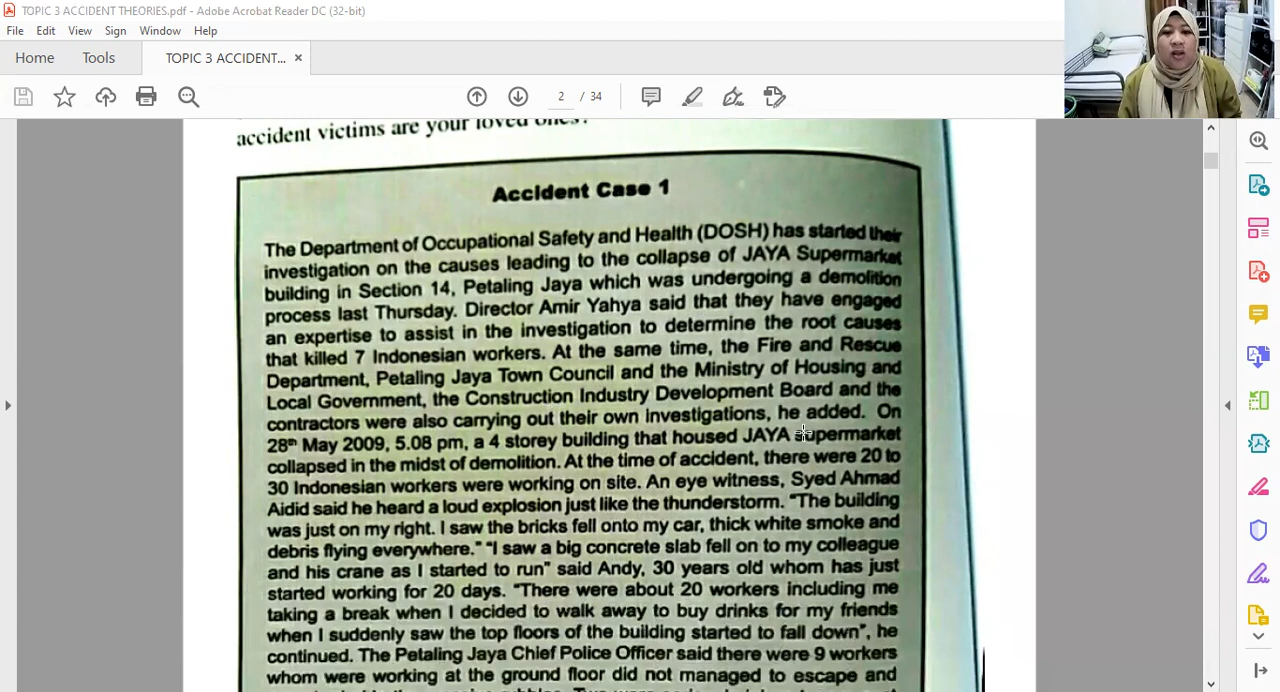 TOPIC 3 ACCIDENT THEORIES.pdf - Adobe Acrobat Reader DC (32-bit)
File Edit View Sign Window Help
Home Tools TOPIC 3 ACCIDENT... ×
2 / 34
accident victims are your loved ones?
Accident Case 1
The Department of Occupational Safety and Health (DOSH) has started their
investigation on the causes leading to the collapse of JAYA Supermarket
building in Section 14, Petaling Jaya which was undergoing a demolition
process last Thursday. Director Amir Yahya said that they have engaged
an expertise to assist in the investigation to determine the root causes
that killed 7 Indonesian workers. At the same time, the Fire and Rescue
Department, Petaling Jaya Town Council and the Ministry of Housing and
Local Government, the Construction Industry Development Board and the
contractors were also carrying out their own investigations, he added. On
28th May 2009, 5.08 pm, a 4 storey building that housed JAYA supermarket
collapsed in the midst of demolition. At the time of accident, there were 20 to
30 Indonesian workers were working on site. An eye witness, Syed Ahmad
Aidid said he heard a loud explosion just like the thunderstorm. "The building
was just on my right. I saw the bricks fell onto my car, thick white smoke and
debris flying everywhere." "I saw a big concrete slab fell on to my colleague
and his crane as I started to run" said Andy, 30 years old whom has just
started working for 20 days. "There were about 20 workers including me
taking a break when I decided to walk away to buy drinks for my friends
when I suddenly saw the top floors of the building started to fall down", he
continued. The Petaling Jaya Chief Police Officer said there were 9 workers
whom were working at the ground floor did not managed to escape and